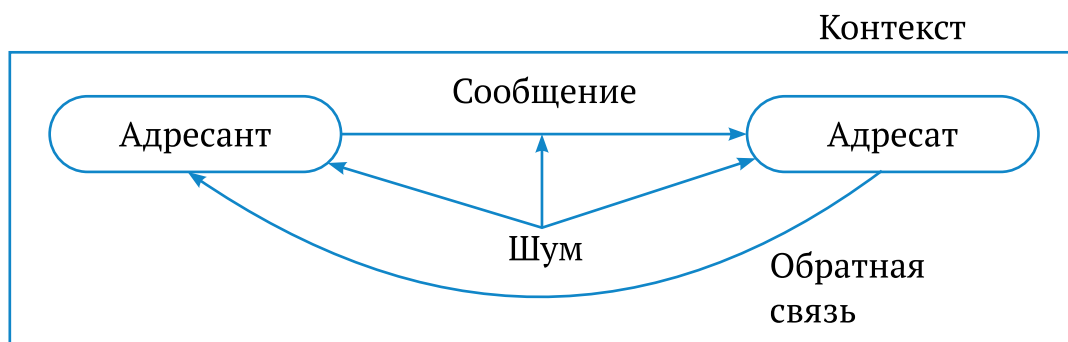 Контекст
Сообщение
Адресант
Адресат
Шум
Обратная
связь